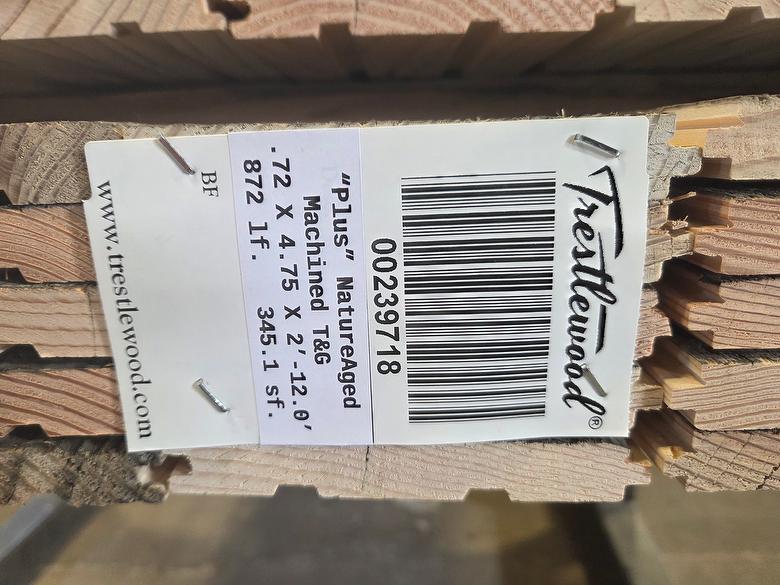 Trestlewood®
00239718
"Plus" NatureAged
Machined T&G
.72 X 4.75 X 2'-12.0'
872 lf. 345.1 sf.
BF
www.trestlewood.com